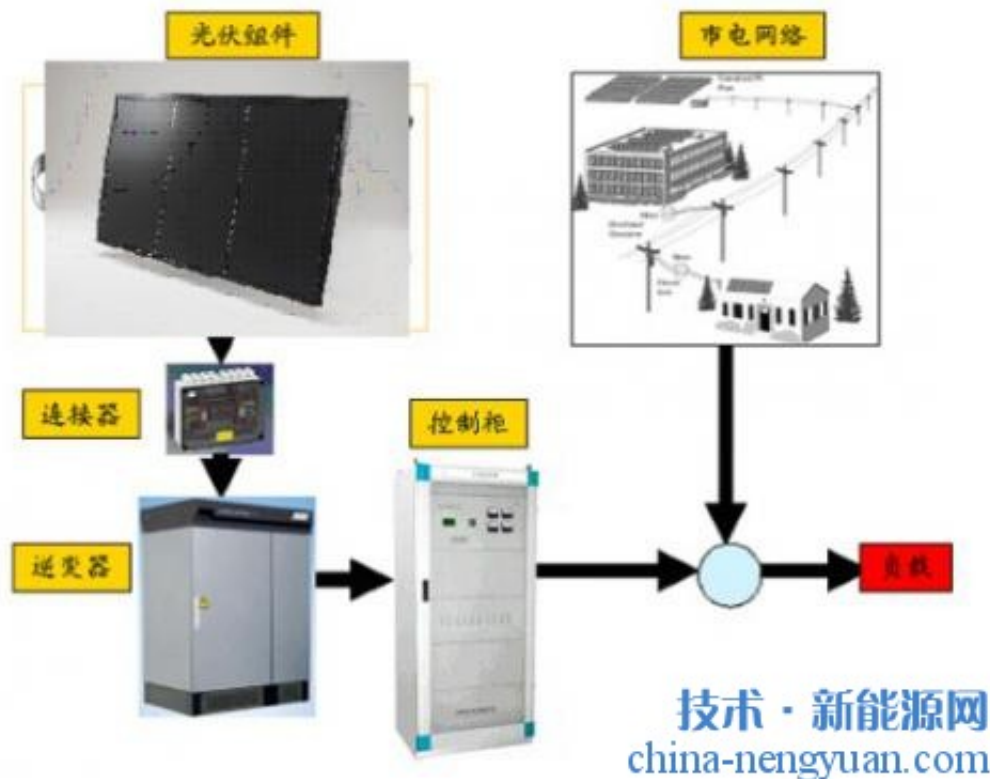 光伏组件
市电网络
连接器
控制柜
逆变器
负载
技术·新能源网
china-nengyuan.com